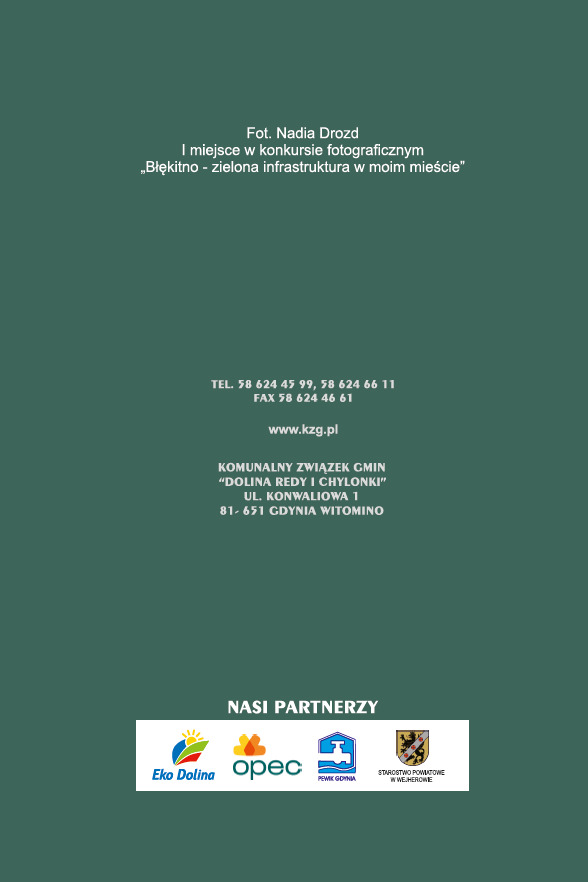 Fot. Nadia Drozd
I miejsce w konkursie fotograficznym
„Błękitno - zielona infrastruktura w moim mieście”
TEL. 58 624 45 99, 58 624 66 11
FAX 58 624 46 61
www.kzg.pl
KOMUNALNY ZWIĄZEK GMIN
“DOLINA REDY I CHYLONKI”
UL. KONWALIOWA 1
81- 651 GDYNIA WITOMINO
NASI PARTNERZY
Eko Dolina
opec
PEWIK GDYNIA
STAROSTWO POWIATOWE
W WEJHEROWIE